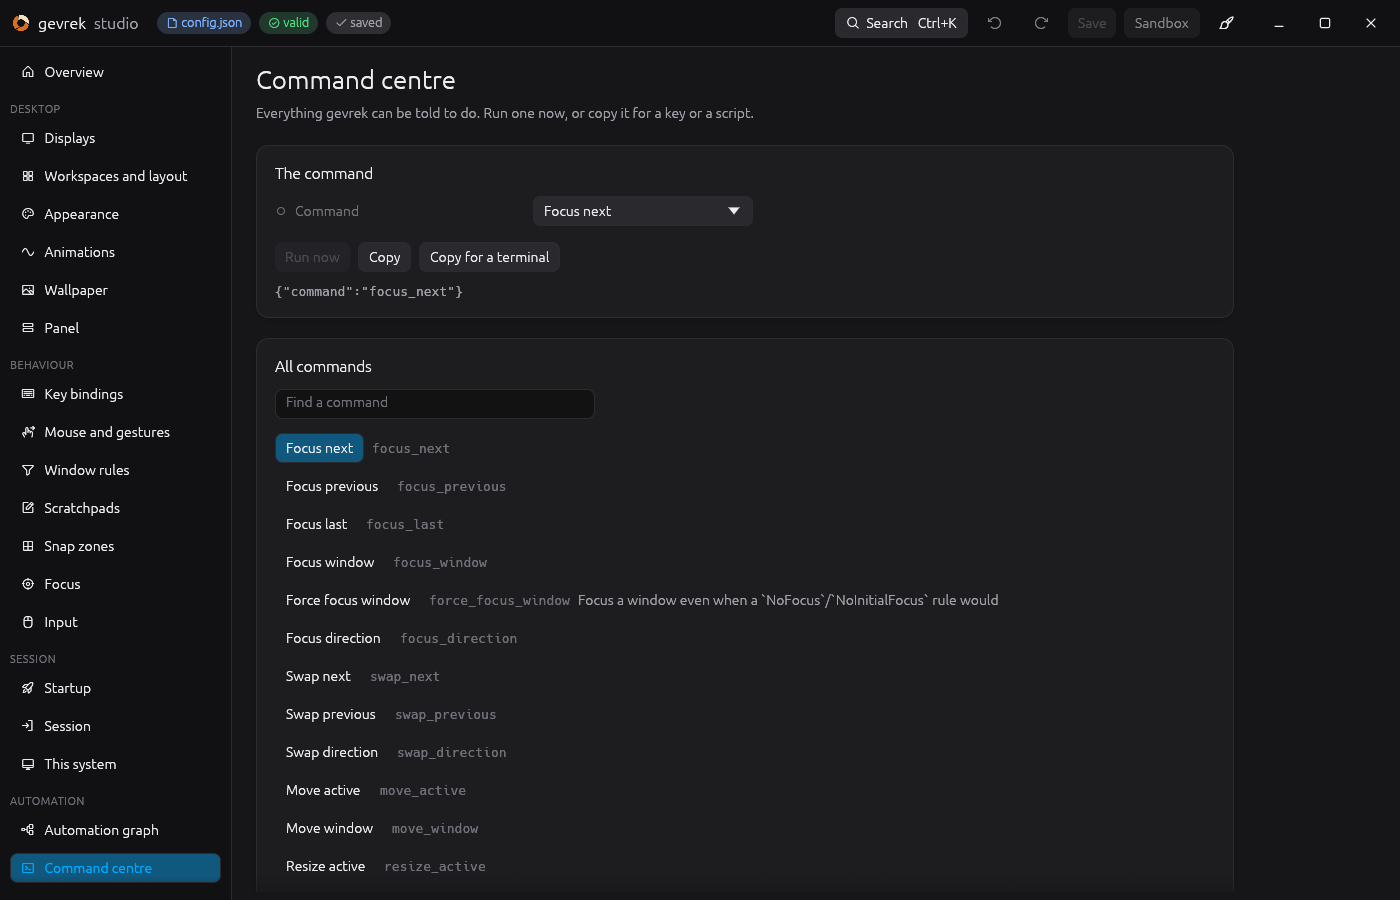 gevrek studio config.json valid saved Search Ctrl+K Save Sandbox
Overview
DESKTOP
Displays
Workspaces and layout
Appearance
Animations
Wallpaper
Panel
BEHAVIOUR
Key bindings
Mouse and gestures
Window rules
Scratchpads
Snap zones
Focus
Input
SESSION
Startup
Session
This system
AUTOMATION
Automation graph
Command centre
Command centre
Everything gevrek can be told to do. Run one now, or copy it for a key or a script.
The command
Command Focus next
Run now Copy Copy for a terminal
{"command":"focus_next"}
All commands
Find a command
Focus next focus_next
Focus previous focus_previous
Focus last focus_last
Focus window focus_window
Force focus window force_focus_window Focus a window even when a `NoFocus`/`NoInitialFocus` rule would
Focus direction focus_direction
Swap next swap_next
Swap previous swap_previous
Swap direction swap_direction
Move active move_active
Move window move_window
Resize active resize_active